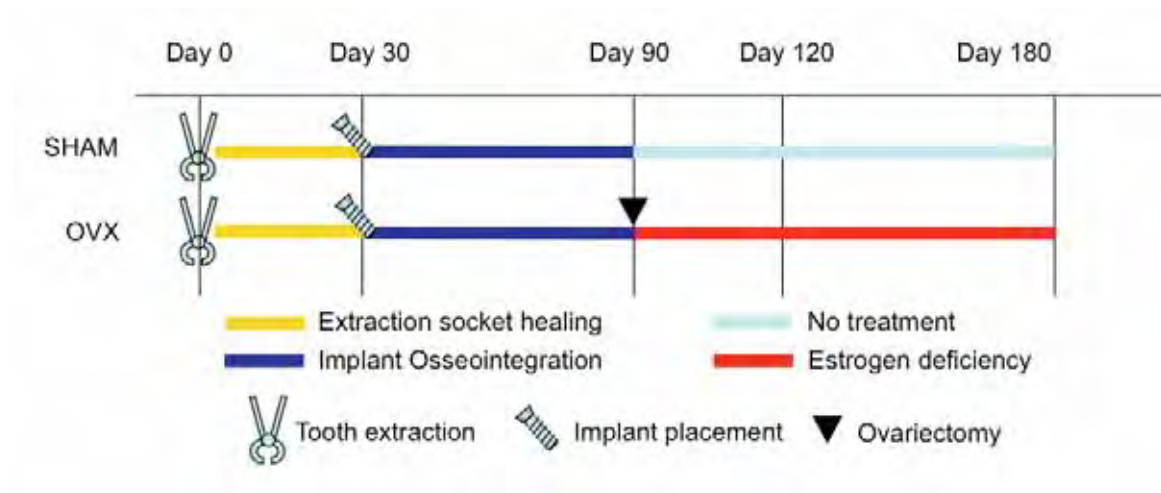 Day 0 Day 30 Day 90 Day 120 Day 180
SHAM
OVX
Extraction socket healing No treatment
Implant Osseointegration Estrogen deficiency
Tooth extraction Implant placement Ovariectomy